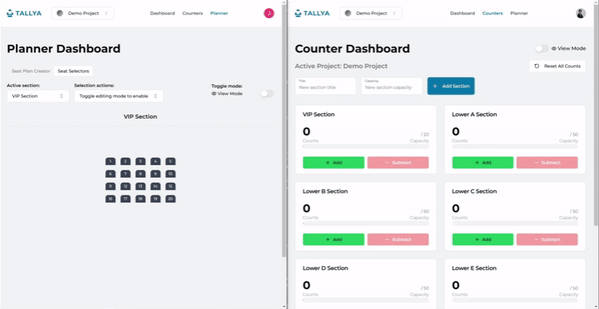 TALLYA
Demo Project
Dashboard
Counters
Planner
J
Planner Dashboard
Seat Plan Creator
Seat Selectors
Active section:
Selection actions:
Toggle mode:
VIP Section
Toggle editing mode to enable
View Mode
VIP Section
1 2 3 4 5
6 7 8 9 10
11 12 13 14 15
16 17 18 19 20
TALLYA
Demo Project
Dashboard
Counters
Planner
Counter Dashboard
View Mode
Active Project: Demo Project
Reset All Counts
Title
New section title
Capacity
New section capacity
+ Add Section
VIP Section
0
/ 20
Counts
Capacity
+ Add
− Subtract
Lower A Section
0
/ 50
Counts
Capacity
+ Add
− Subtract
Lower B Section
0
/ 50
Counts
Capacity
+ Add
− Subtract
Lower C Section
0
/ 50
Counts
Capacity
+ Add
− Subtract
Lower D Section
0
/ 50
Counts
Capacity
Lower E Section
0
/ 50
Counts
Capacity